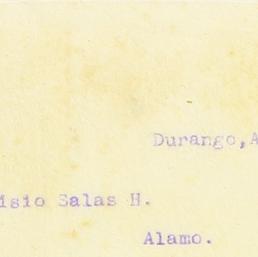 Durango, A
isio Salas H.
Alamo.